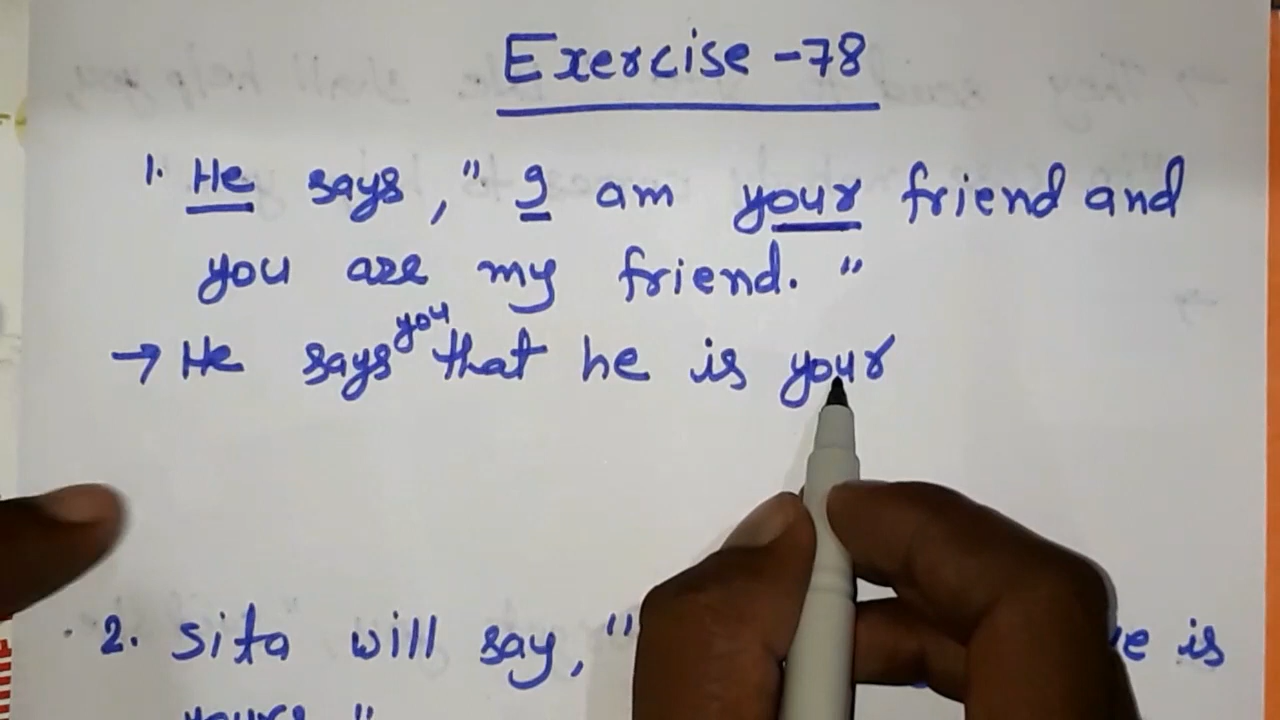 Exercise -78
1. He says, " I am your friend and
you are my friend. "
you
→ He says that he is your
2. Sita will say, " is
yours "